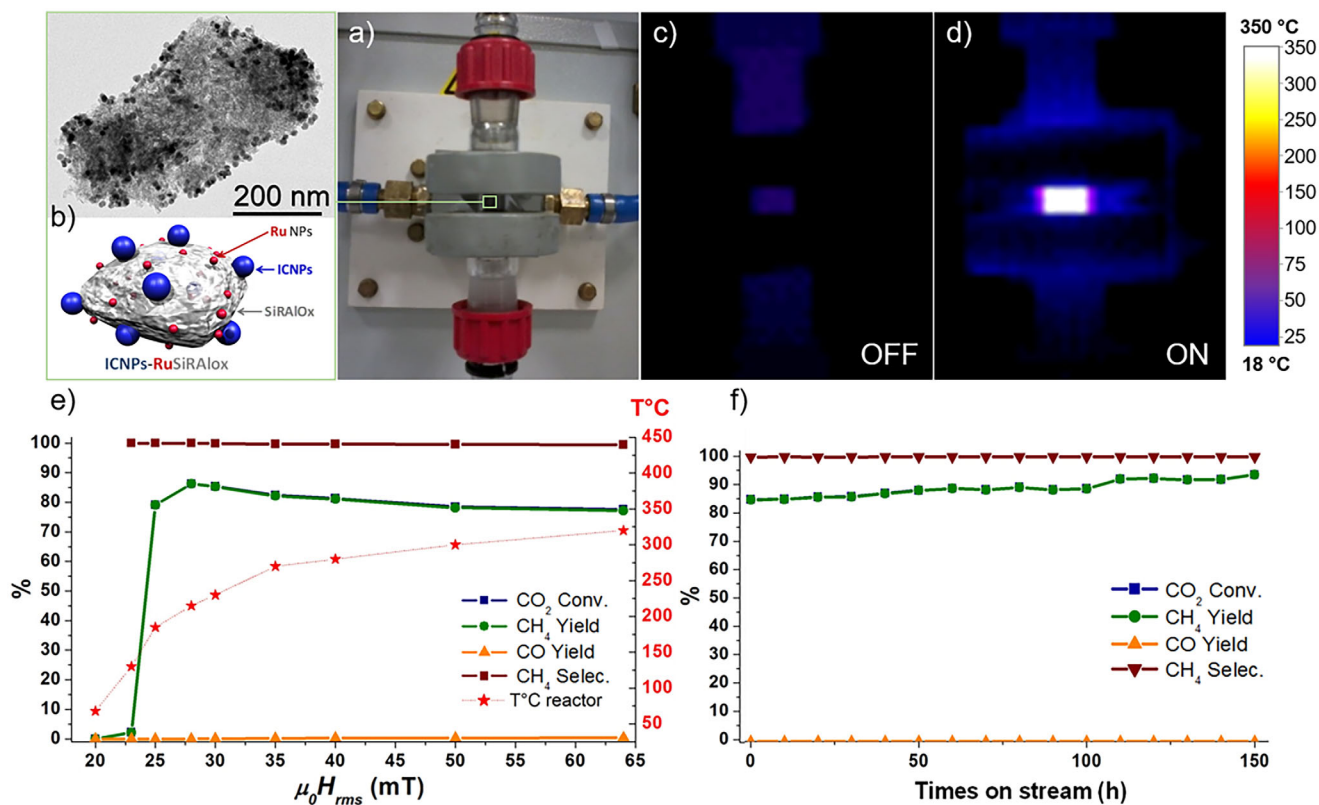 a)
c)
d)
350 °C
350
300
250
200
150
100
75
50
25
18 °C
200 nm
b)
Ru NPs
ICNPs
SiRAlOx
ICNPs-RuSiRAlox
OFF
ON
e)
T°C
100
90
80
70
60
50
40
30
20
10
0
%
450
400
350
300
250
200
150
100
50
CO₂ Conv.
CH₄ Yield
CO Yield
CH₄ Selec.
T°C reactor
20 25 30 35 40 45 50 55 60 65
μ₀Hrms (mT)
f)
100
90
80
70
60
50
40
30
20
10
0
%
CO₂ Conv.
CH₄ Yield
CO Yield
CH₄ Selec.
0 50 100 150
Times on stream (h)